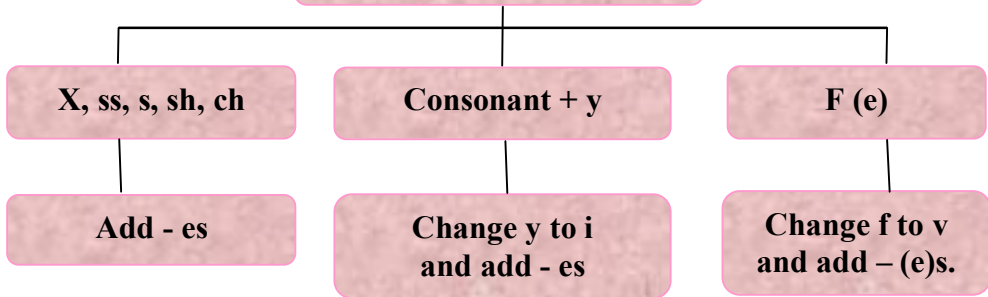 X, ss, s, sh, ch
Consonant + y
F (e)
Add - es
Change y to i
and add - es
Change f to v
and add – (e)s.